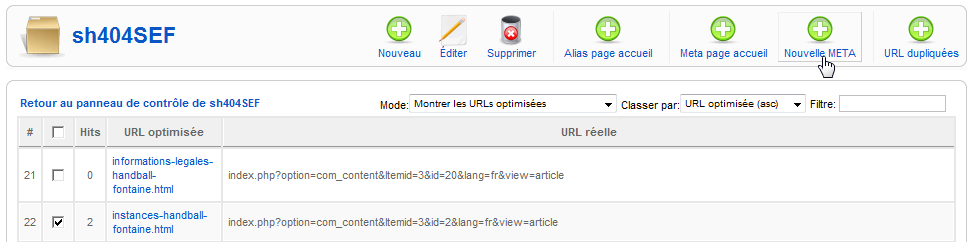 sh404SEF
Nouveau
Éditer
Supprimer
Alias page accueil
Meta page accueil
Nouvelle META
URL dupliquées
Retour au panneau de contrôle de sh404SEF
Mode: Montrer les URLs optimisées Classer par: URL optimisée (asc) Filtre:
# Hits URL optimisée URL réelle
21 0 informations-legales-
handball-
fontaine.html
index.php?option=com_content&Itemid=3&id=20&lang=fr&view=article
22 2 instances-handball-
fontaine.html
index.php?option=com_content&Itemid=3&id=2&lang=fr&view=article